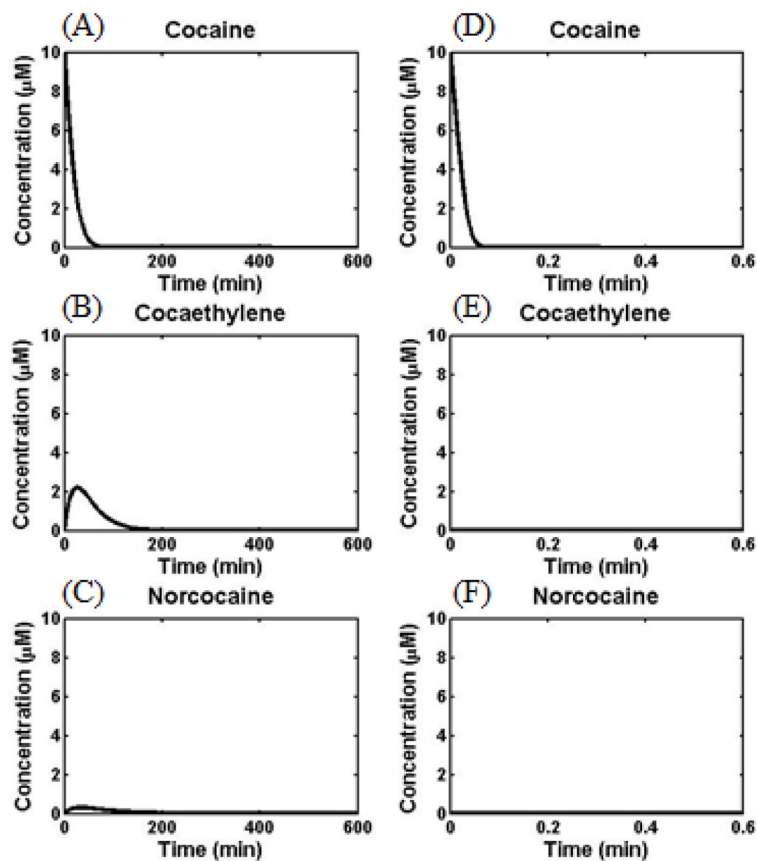 (A) Cocaine
Concentration (μM)
10
8
6
4
2
0
0 200 400 600
Time (min)
(D) Cocaine
Concentration (μM)
10
8
6
4
2
0
0 0.2 0.4 0.6
Time (min)
(B) Cocaethylene
Concentration (μM)
10
8
6
4
2
0
0 200 400 600
Time (min)
(E) Cocaethylene
Concentration (μM)
10
8
6
4
2
0
0 0.2 0.4 0.6
Time (min)
(C) Norcocaine
Concentration (μM)
10
8
6
4
2
0
0 200 400 600
Time (min)
(F) Norcocaine
Concentration (μM)
10
8
6
4
2
0
0 0.2 0.4 0.6
Time (min)